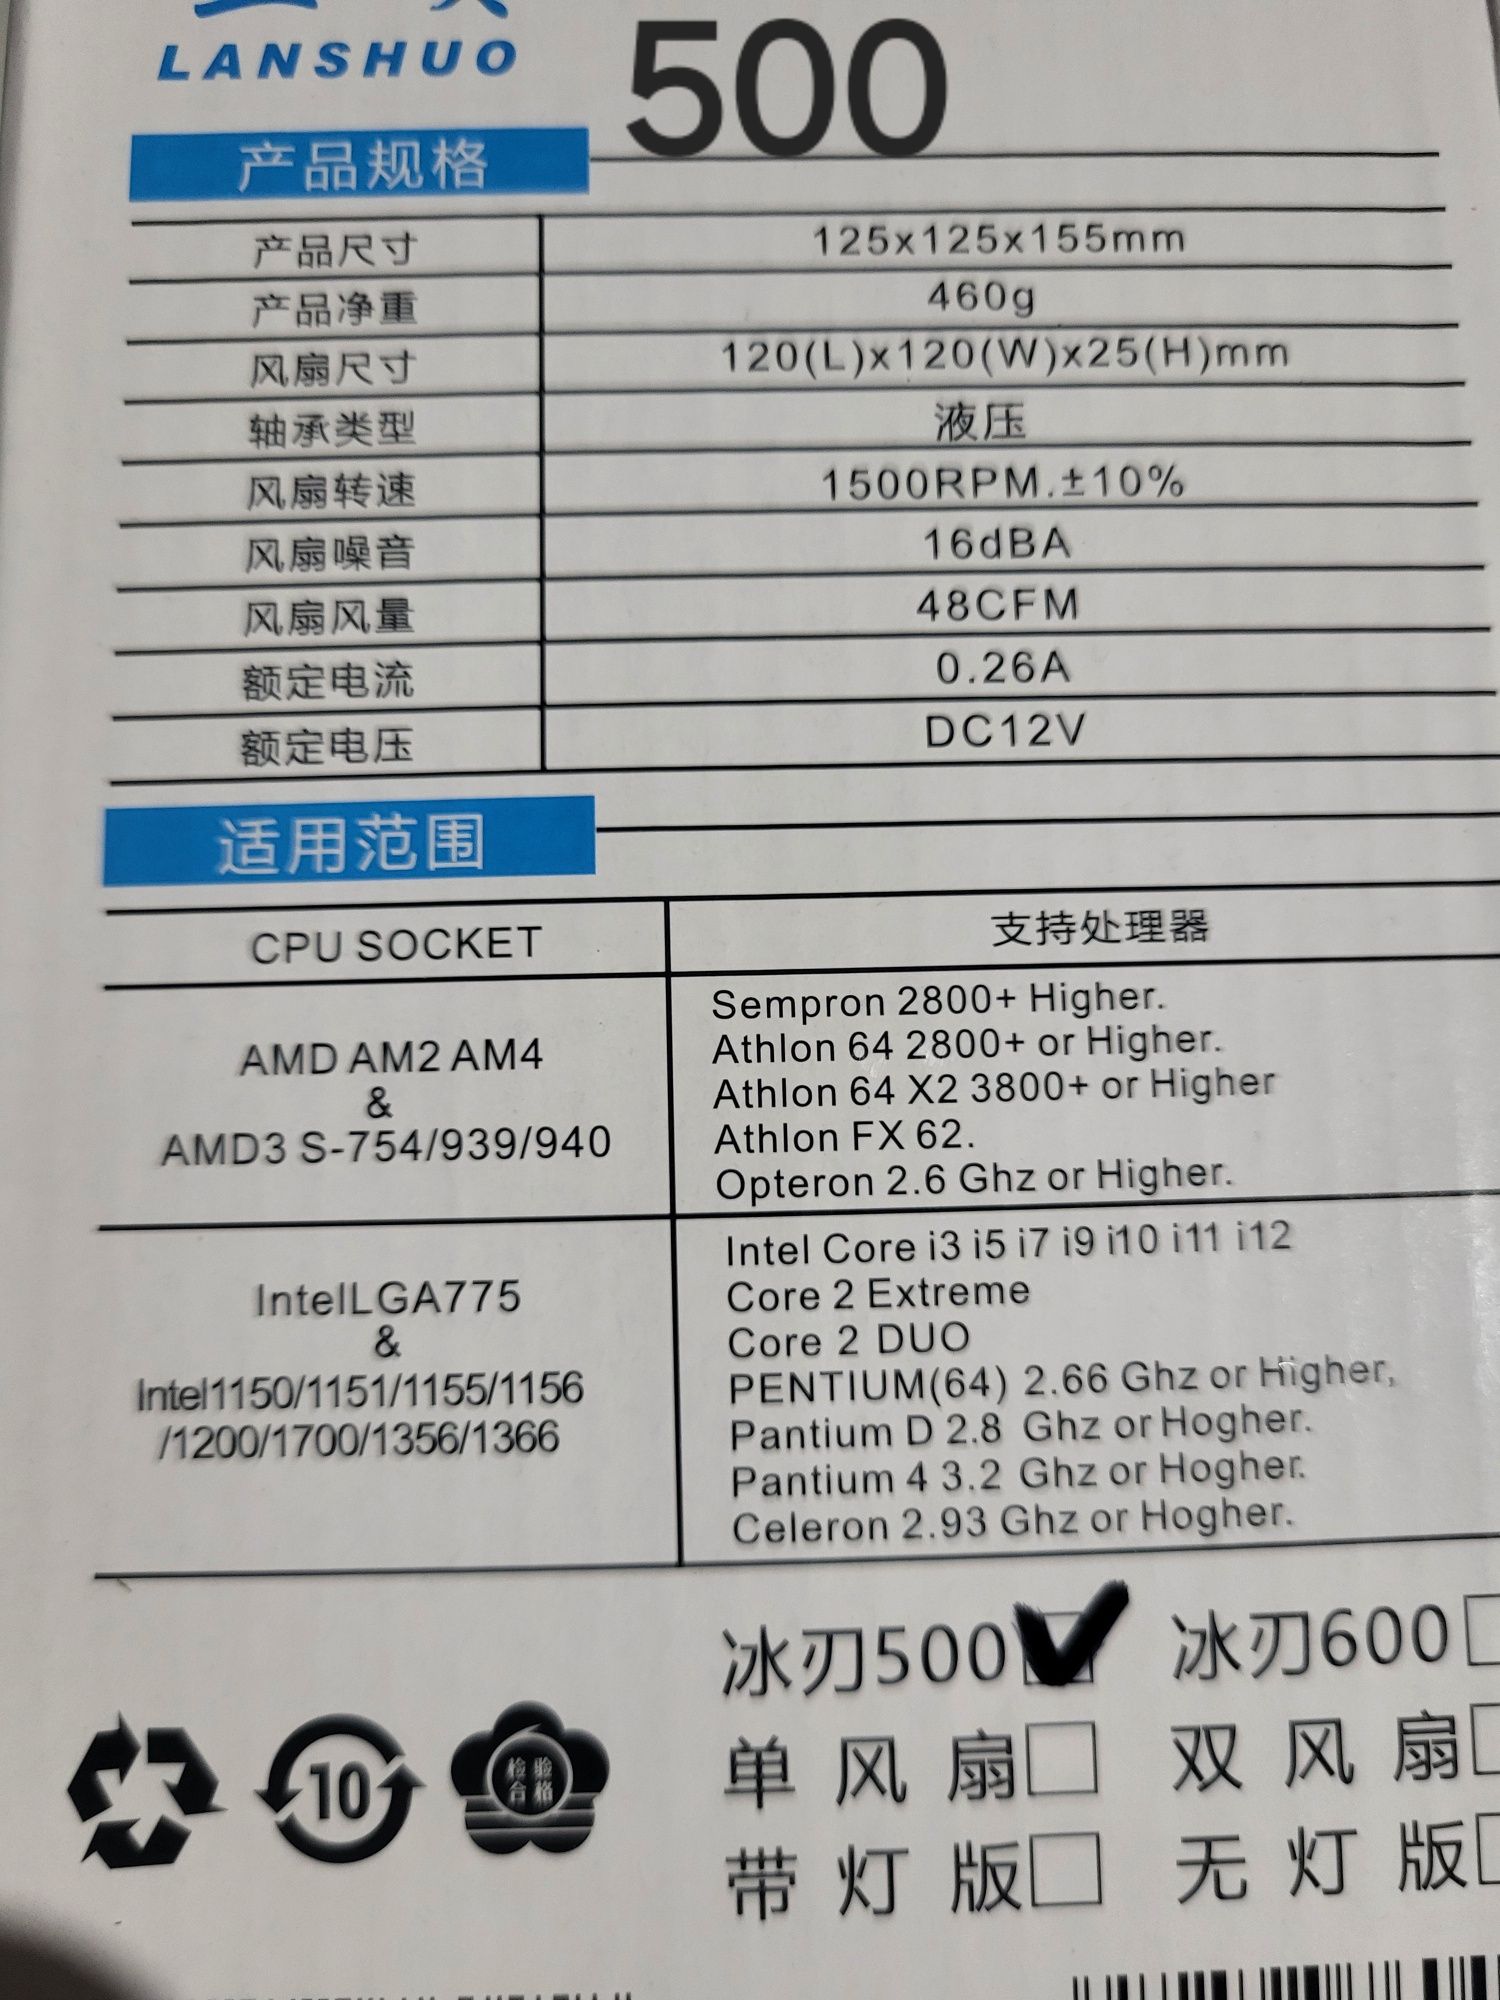 LANSHUO 500
产品规格
产品尺寸 125x125x155mm
产品净重 460g
风扇尺寸 120(L)x120(W)x25(H)mm
轴承类型 液压
风扇转速 1500RPM.±10%
风扇噪音 16dBA
风扇风量 48CFM
额定电流 0.26A
额定电压 DC12V
适用范围
CPU SOCKET 支持处理器
AMD AM2 AM4
&
AMD3 S-754/939/940
Sempron 2800+ Higher.
Athlon 64 2800+ or Higher.
Athlon 64 X2 3800+ or Higher
Athlon FX 62.
Opteron 2.6 Ghz or Higher.
IntelLGA775
&
Intel1150/1151/1155/1156
/1200/1700/1356/1366
Intel Core i3 i5 i7 i9 i10 i11 i12
Core 2 Extreme
Core 2 DUO
PENTIUM(64) 2.66 Ghz or Higher,
Pantium D 2.8 Ghz or Hogher.
Pantium 4 3.2 Ghz or Hogher.
Celeron 2.93 Ghz or Hogher.
冰刃500 冰刃600
单风扇 双风扇
带灯版 无灯版
10
检验
合格